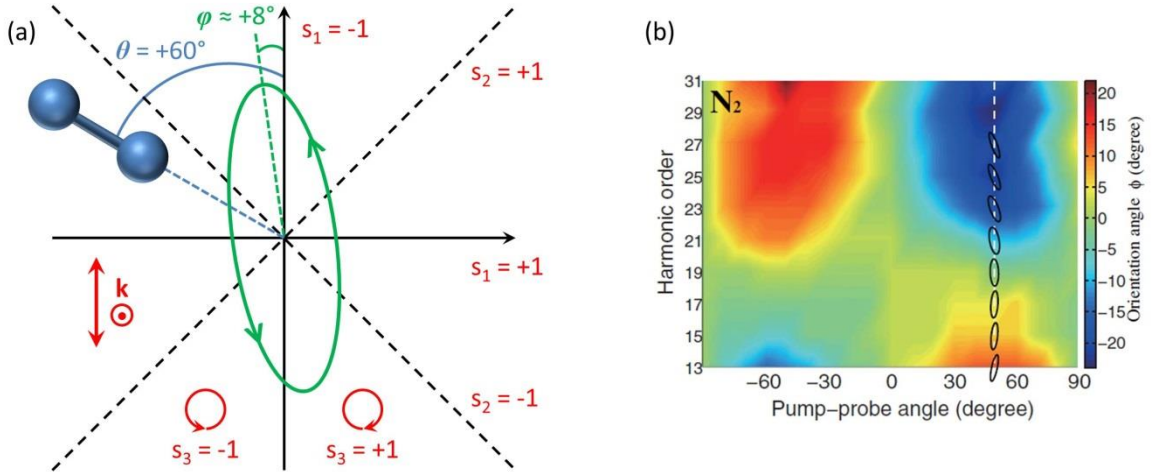 (a)
φ ≈ +8°
s₁ = -1
θ = +60°
s₂ = +1
s₁ = +1
k
s₂ = -1
s₃ = -1
s₃ = +1
(b)
N₂
31
29
27
25
23
21
19
17
15
13
Harmonic order
−60 −30 0 30 60 90
Pump−probe angle (degree)
20
15
10
5
0
−5
−10
−15
−20
Orientation angle ϕ (degree)